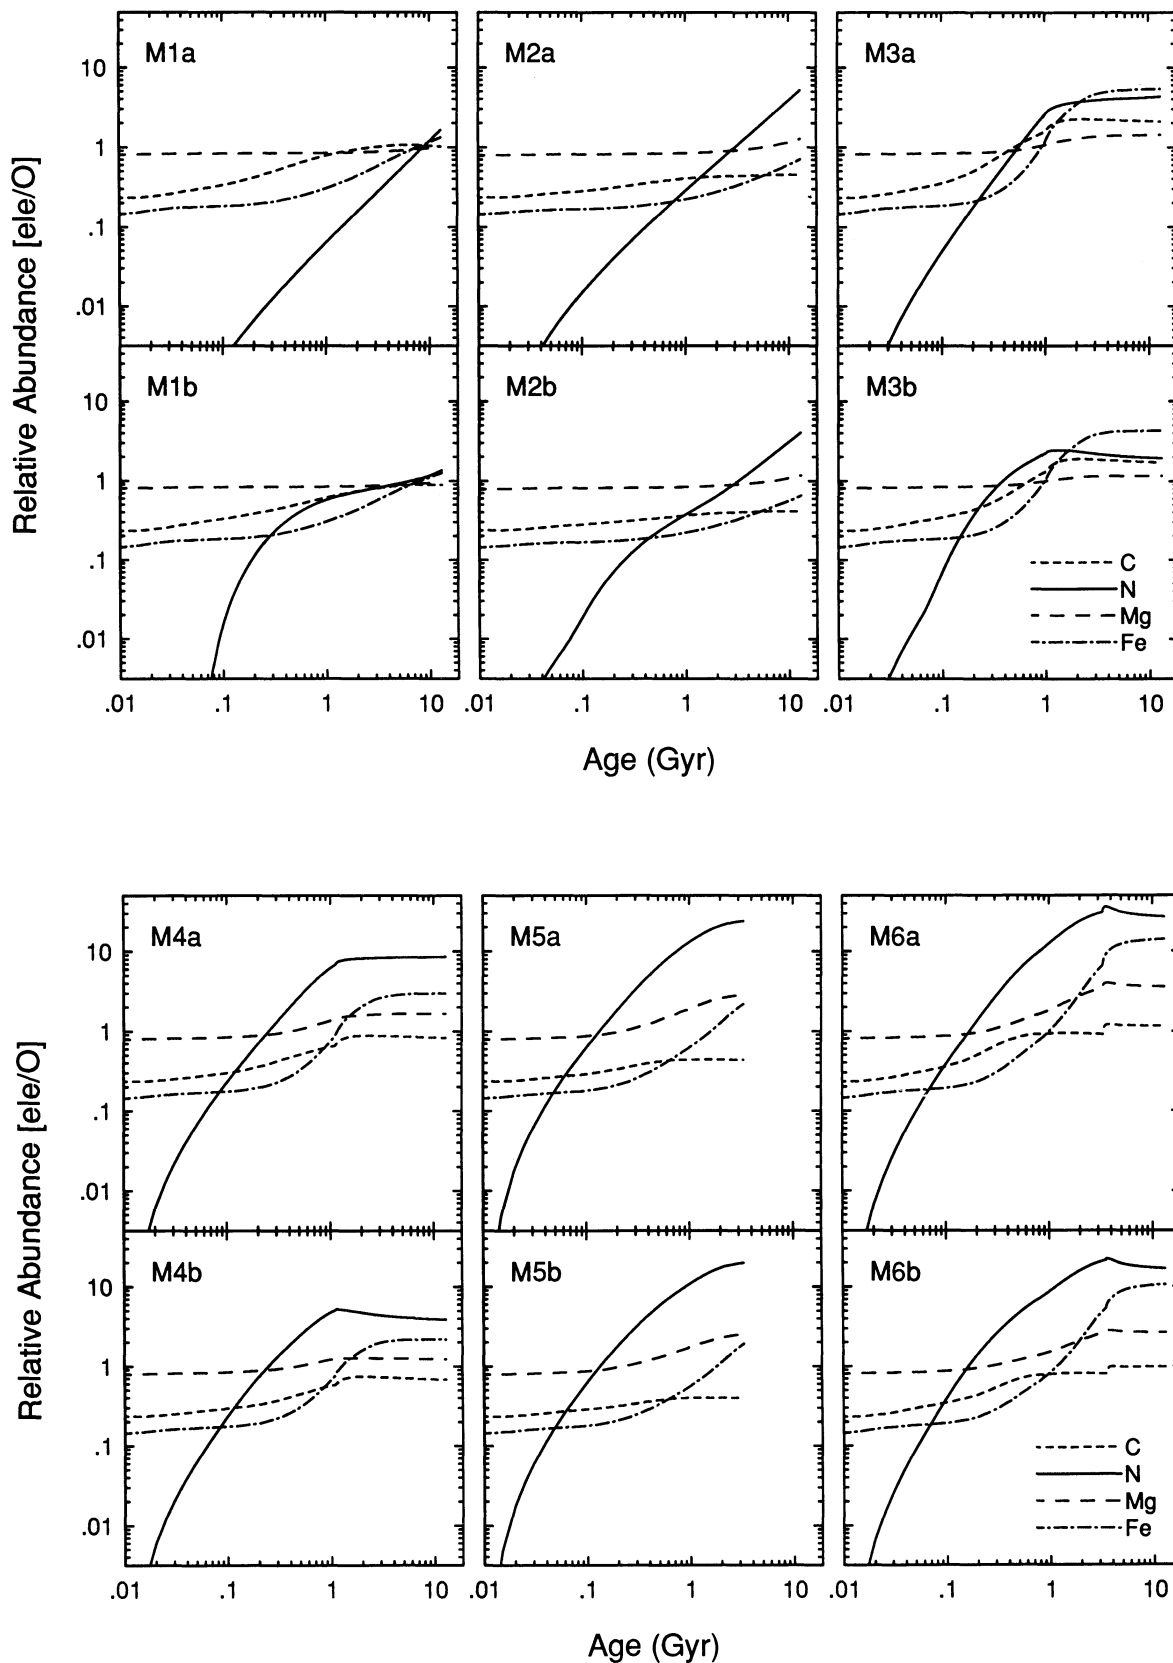 M1a
M2a
M3a
10
1
.1
.01
Relative Abundance [ele/O]
M1b
M2b
M3b
10
1
.1
.01
C
N
Mg
Fe
.01 .1 1 10 .01 .1 1 10 .01 .1 1 10
Age (Gyr)
M4a
M5a
M6a
10
1
.1
.01
Relative Abundance [ele/O]
M4b
M5b
M6b
10
1
.1
.01
C
N
Mg
Fe
.01 .1 1 10 .01 .1 1 10 .01 .1 1 10
Age (Gyr)